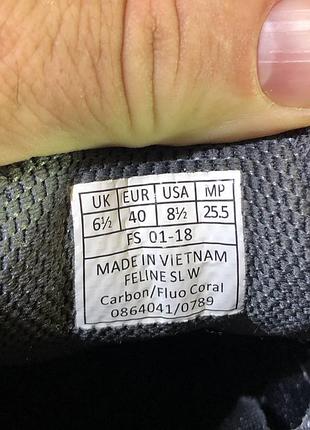 UK EUR USA MP
6½ 40 8½ 25.5
FS 01-18
MADE IN VIETNAM
FELINE SL W
Carbon/Fluo Coral
0864041/0789